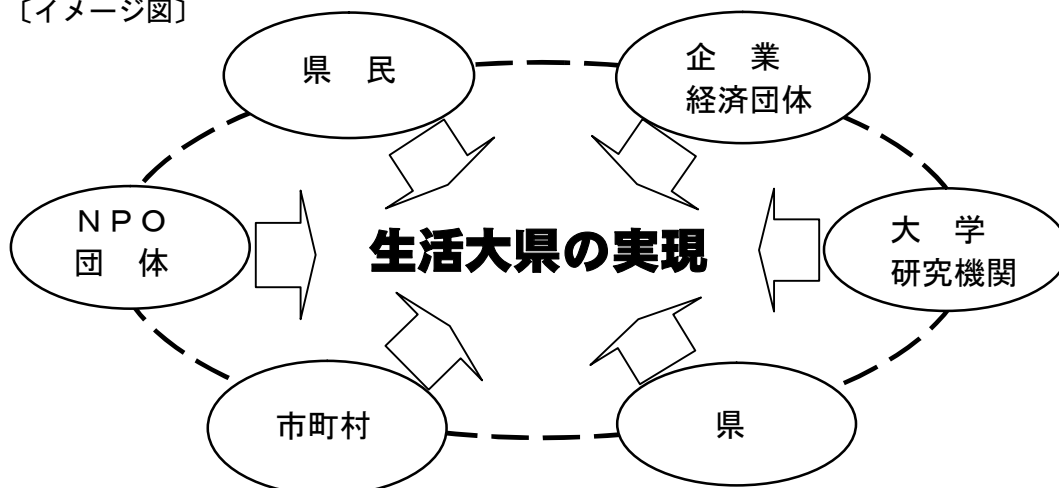 〔イメージ図〕
県　民
企　業
経済団体
ＮＰＯ
団　体
生活大県の実現
大　学
研究機関
市町村
県